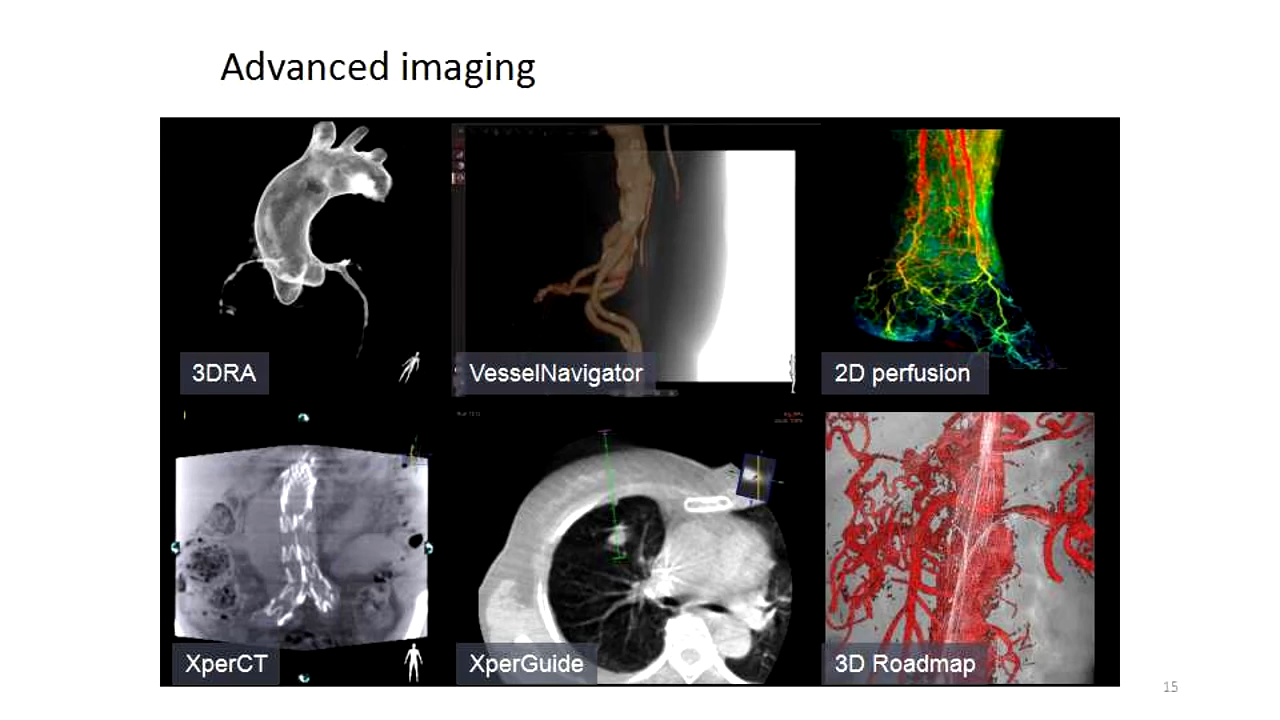 Advanced imaging
3DRA
VesselNavigator
2D perfusion
XperCT
XperGuide
3D Roadmap
15